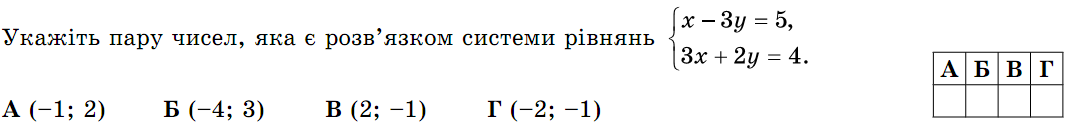 Укажіть пару чисел, яка є розв’язком системи рівнянь { x − 3y = 5,
3x + 2y = 4.
А (−1; 2) Б (−4; 3) В (2; −1) Г (−2; −1)
А Б В Г